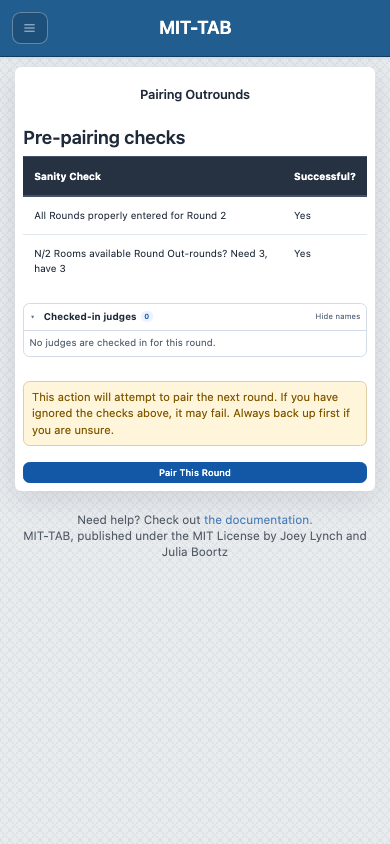 MIT-TAB
Pairing Outrounds
Pre-pairing checks
Sanity Check Successful?
All Rounds properly entered for Round 2 Yes
N/2 Rooms available Round Out-rounds? Need 3, Yes
have 3
Checked-in judges 0 Hide names
No judges are checked in for this round.
This action will attempt to pair the next round. If you have
ignored the checks above, it may fail. Always back up first if
you are unsure.
Pair This Round
Need help? Check out the documentation.
MIT-TAB, published under the MIT License by Joey Lynch and
Julia Boortz